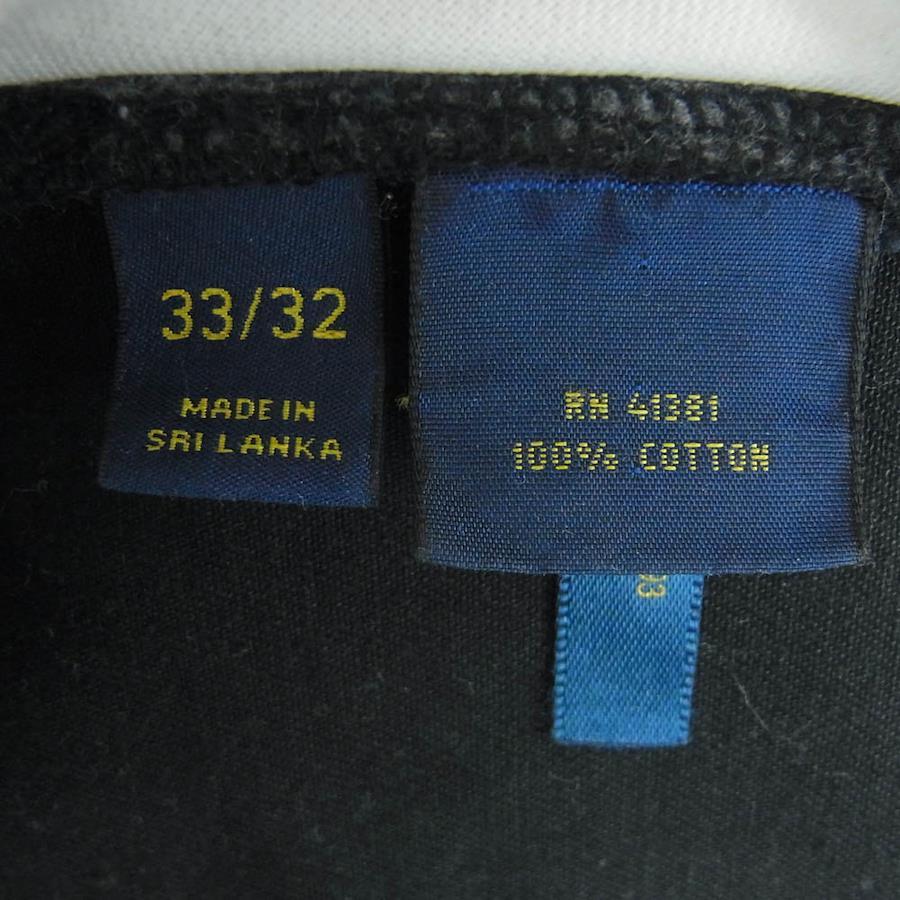 33/32
MADE IN
SRI LANKA
RN 41381
100% COTTON